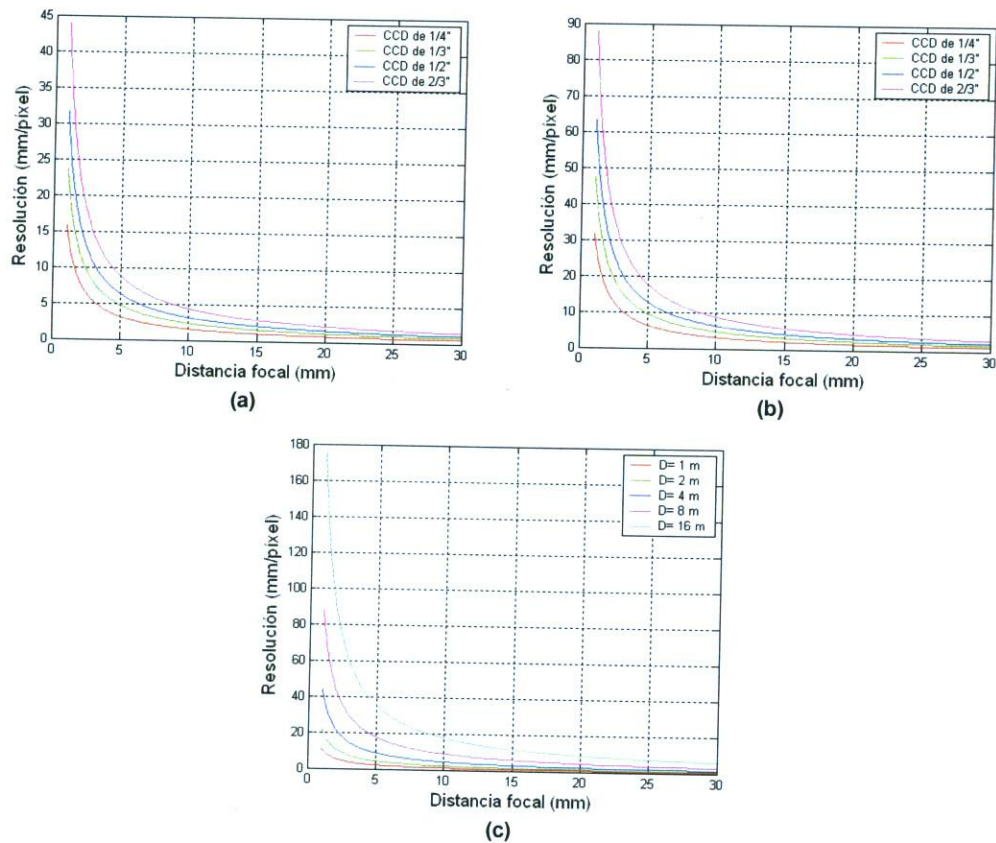 45
40
35
30
25
20
15
10
5
0
Resolución (mm/píxel)
CCD de 1/4"
CCD de 1/3"
CCD de 1/2"
CCD de 2/3"
0 5 10 15 20 25 30
Distancia focal (mm)
(a)
90
80
70
60
50
40
30
20
10
0
Resolución (mm/píxel)
CCD de 1/4"
CCD de 1/3"
CCD de 1/2"
CCD de 2/3"
0 5 10 15 20 25 30
Distancia focal (mm)
(b)
180
160
140
120
100
80
60
40
20
0
Resolución (mm/píxel)
D= 1 m
D= 2 m
D= 4 m
D= 8 m
D= 16 m
0 5 10 15 20 25 30
Distancia focal (mm)
(c)